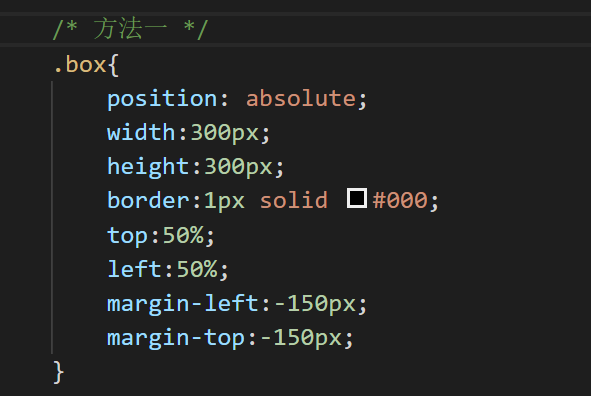 /* 方法一 */
.box{
position: absolute;
width:300px;
height:300px;
border:1px solid #000;
top:50%;
left:50%;
margin-left:-150px;
margin-top:-150px;
}